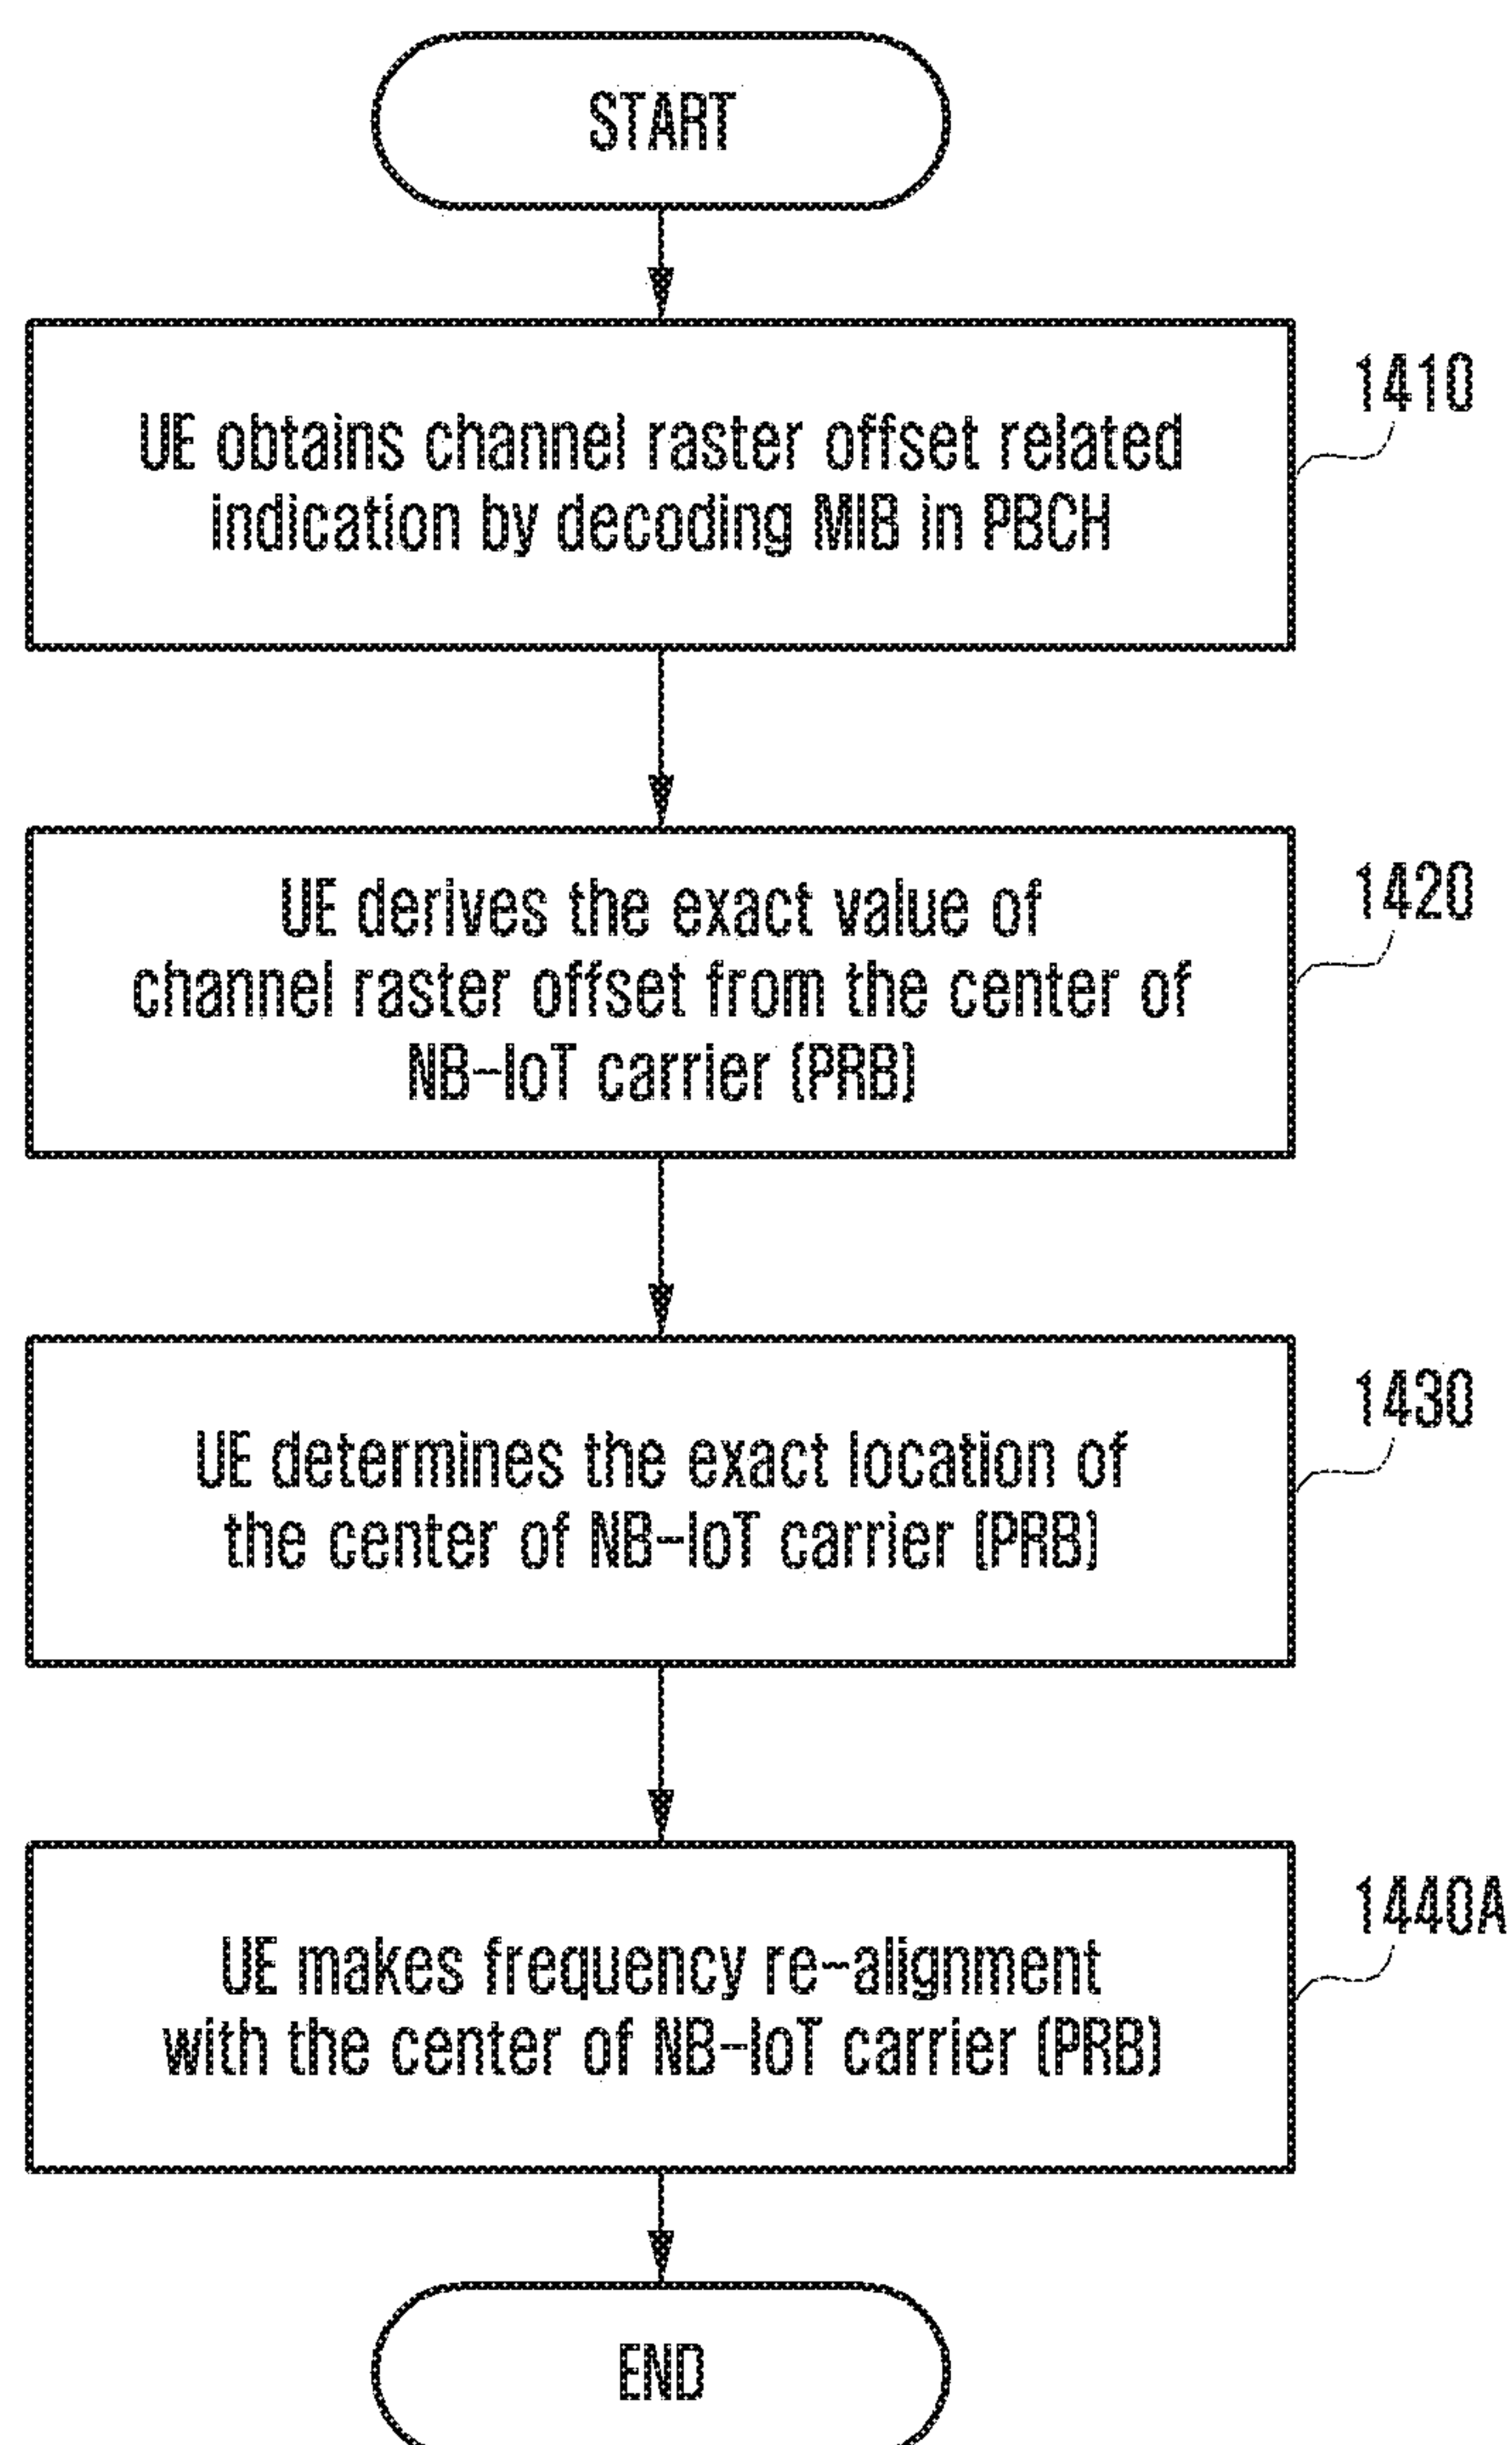 START
1410
UE obtains channel raster offset related
indication by decoding MIB in PBCH
1420
UE derives the exact value of
channel raster offset from the center of
NB-IoT carrier (PRB)
1430
UE determines the exact location of
the center of NB-IoT carrier (PRB)
1440A
UE makes frequency re-alignment
with the center of NB-IoT carrier (PRB)
END